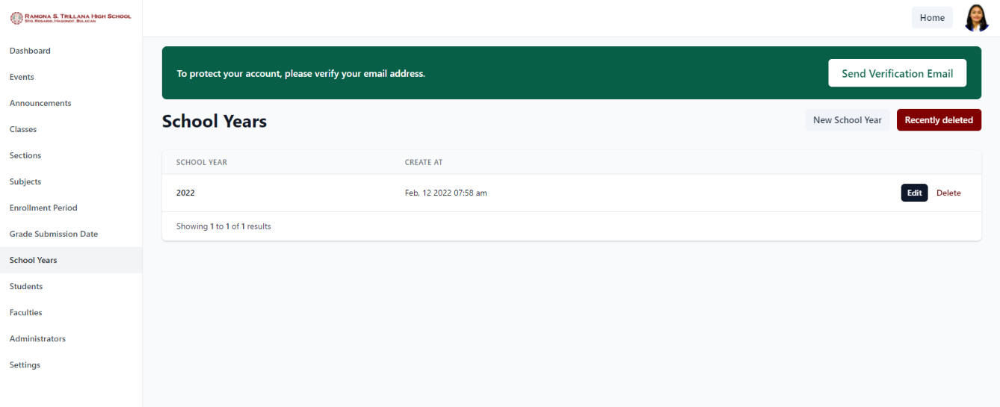 Ramona S. Trillana High School
Sto. Rosario, Hagonoy, Bulacan
Home
Dashboard
Events
Announcements
Classes
Sections
Subjects
Enrollment Period
Grade Submission Date
School Years
Students
Faculties
Administrators
Settings
To protect your account, please verify your email address.
Send Verification Email
School Years
New School Year
Recently deleted
SCHOOL YEAR CREATE AT
2022 Feb, 12 2022 07:58 am Edit Delete
Showing 1 to 1 of 1 results